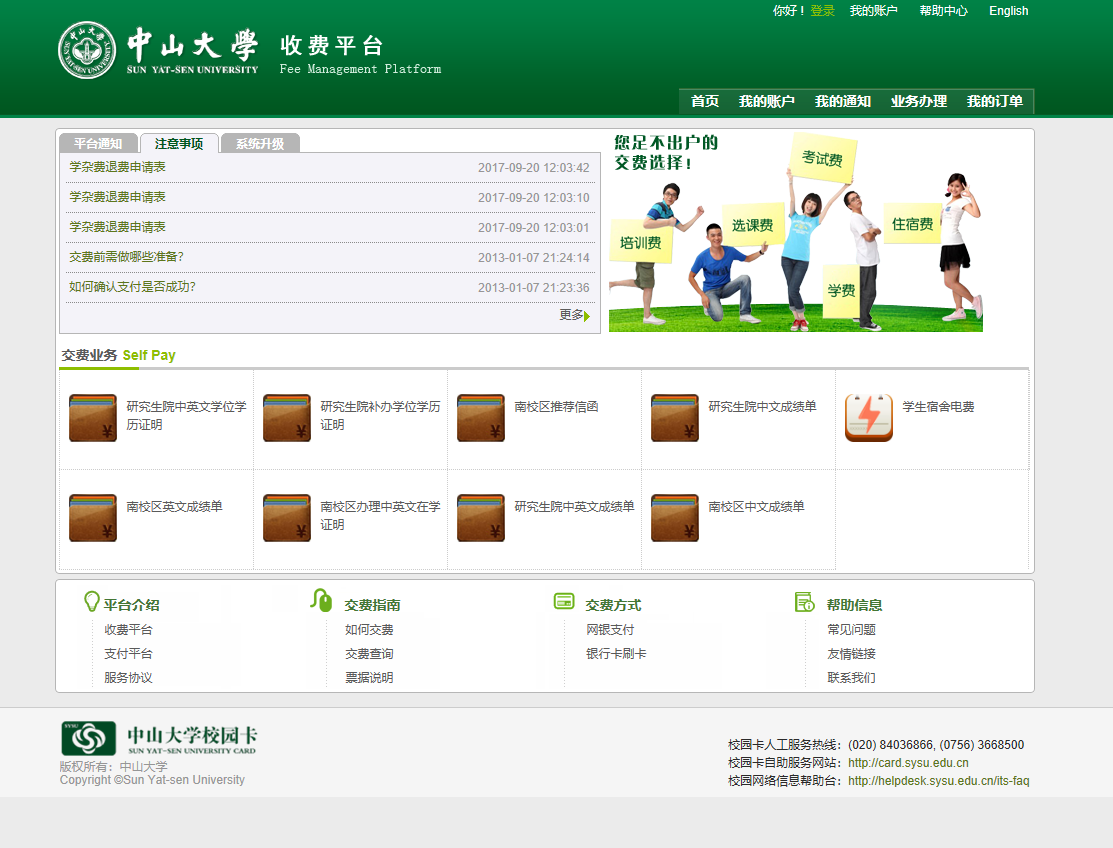 你好 ! 登录 我的账户 帮助中心 English
中山大學 收费平台
SUN YAT-SEN UNIVERSITY Fee Management Platform
首页 我的账户 我的通知 业务办理 我的订单
平台通知 注意事项 系统升级
学杂费退费申请表 2017-09-20 12:03:42
学杂费退费申请表 2017-09-20 12:03:10
学杂费退费申请表 2017-09-20 12:03:01
交费前需做哪些准备? 2013-01-07 21:24:14
如何确认支付是否成功? 2013-01-07 21:23:36
更多
您足不出户的
交费选择!
考试费
选课费
住宿费
培训费
学费
交费业务 Self Pay
研究生院中英文学位学
历证明
研究生院补办学位学历
证明
南校区推荐信函
研究生院中文成绩单
学生宿舍电费
南校区英文成绩单
南校区办理中英文在学
证明
研究生院中英文成绩单
南校区中文成绩单
平台介绍
收费平台
支付平台
服务协议
交费指南
如何交费
交费查询
票据说明
交费方式
网银支付
银行卡刷卡
帮助信息
常见问题
友情链接
联系我们
SYSU
中山大学校园卡
SUN YAT-SEN UNIVERSITY CARD
版权所有：中山大学
Copyright ©Sun Yat-sen University
校园卡人工服务热线：(020) 84036866, (0756) 3668500
校园卡自助服务网站：http://card.sysu.edu.cn
校园网络信息帮助台：http://helpdesk.sysu.edu.cn/its-faq